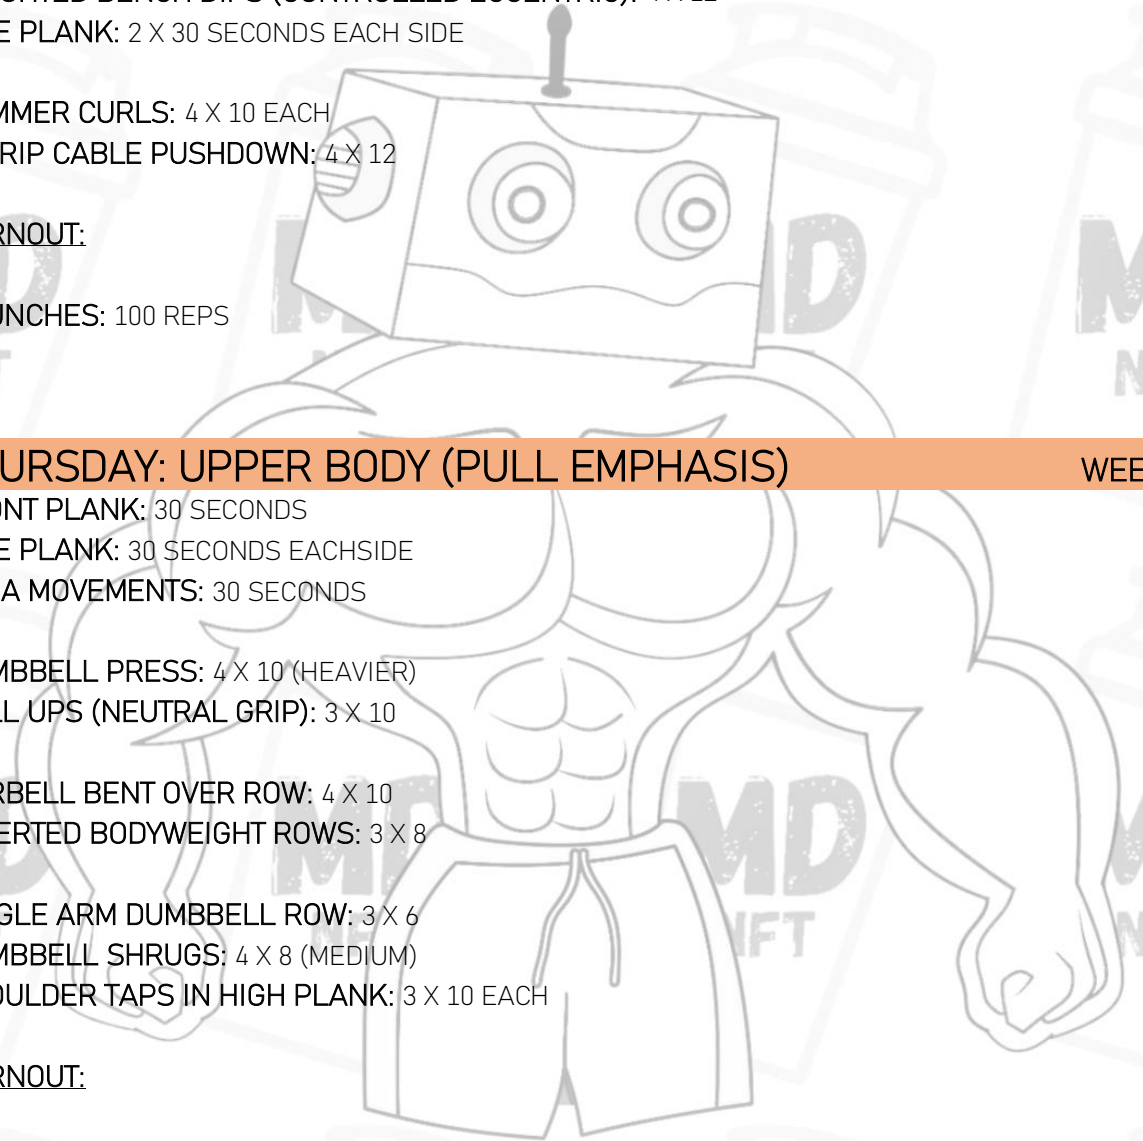 E PLANK: 2 X 30 SECONDS EACH SIDE
MMER CURLS: 4 X 10 EACH
RIP CABLE PUSHDOWN: 4 X 12
RNOUT:
UNCHES: 100 REPS
URSDAY: UPPER BODY (PULL EMPHASIS) WEE
ONT PLANK: 30 SECONDS
E PLANK: 30 SECONDS EACHSIDE
A MOVEMENTS: 30 SECONDS
MBBELL PRESS: 4 X 10 (HEAVIER)
LL UPS (NEUTRAL GRIP): 3 X 10
RBELL BENT OVER ROW: 4 X 10
ERTED BODYWEIGHT ROWS: 3 X 8
GLE ARM DUMBBELL ROW: 3 X 6
MBBELL SHRUGS: 4 X 8 (MEDIUM)
OULDER TAPS IN HIGH PLANK: 3 X 10 EACH
RNOUT: